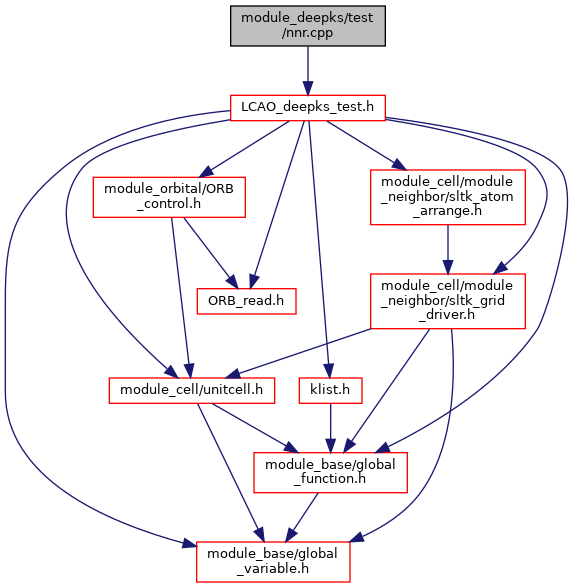 module_deepks/test
/nnr.cpp
LCAO_deepks_test.h
module_orbital/ORB
_control.h
module_cell/module
_neighbor/sltk_atom
_arrange.h
ORB_read.h
module_cell/module
_neighbor/sltk_grid
_driver.h
module_cell/unitcell.h
klist.h
module_base/global
_function.h
module_base/global
_variable.h